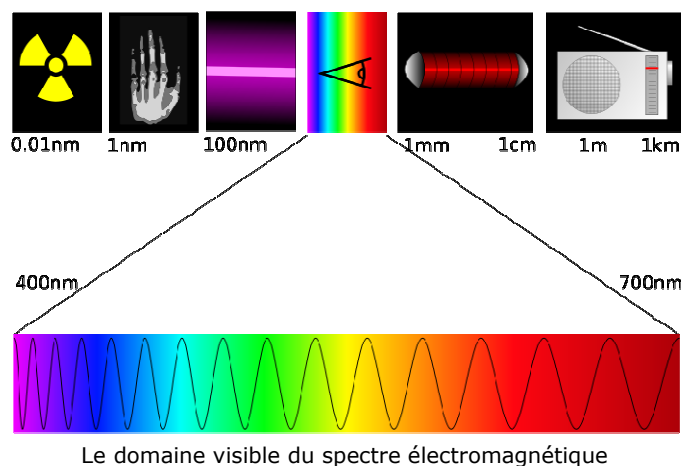 0.01nm 1nm 100nm 1mm 1cm 1m 1km
400nm 700nm
Le domaine visible du spectre électromagnétique